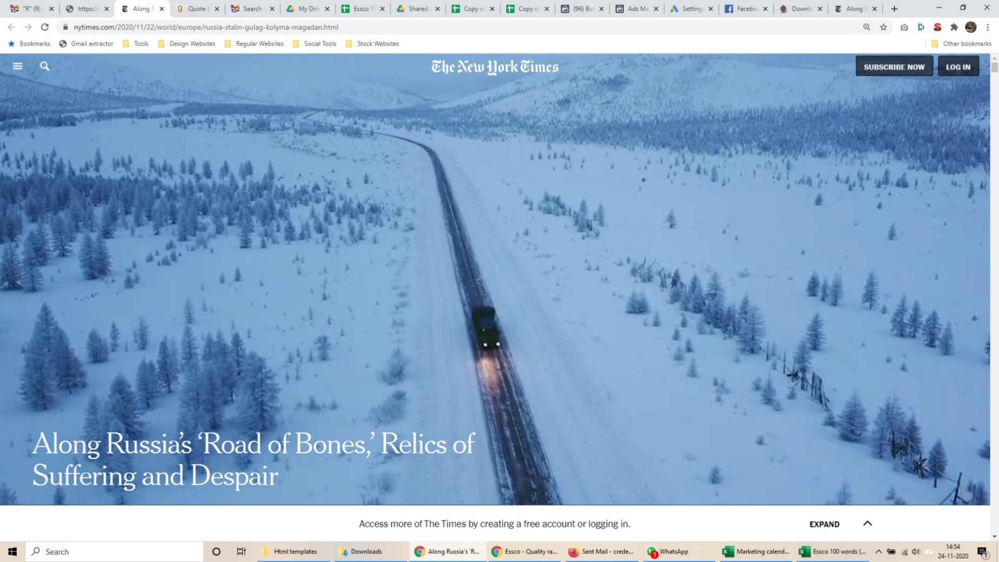 "R" (9) -
https://
Along R
Quote b
Search
My Driv
Essco 10
Shared
Copy of
Copy of
(96) Bus
Ads Ma
Settings
Facebo
Downlo
Along R
nytimes.com/2020/11/22/world/europe/russia-stalin-gulag-kolyma-magadan.html
Bookmarks
Gmail extractor
Tools
Design Websites
Regular Websites
Social Tools
Stock Websites
Other bookmarks
The New York Times
SUBSCRIBE NOW
LOG IN
Along Russia's 'Road of Bones,' Relics of
Suffering and Despair
Access more of The Times by creating a free account or logging in.
EXPAND
Search
Html templates
Downloads
Along Russia's 'R...
Essco - Quality ra...
Sent Mail - crede...
1
WhatsApp
Marketing calend...
Essco 100 words (...
14:54
24-11-2020
1